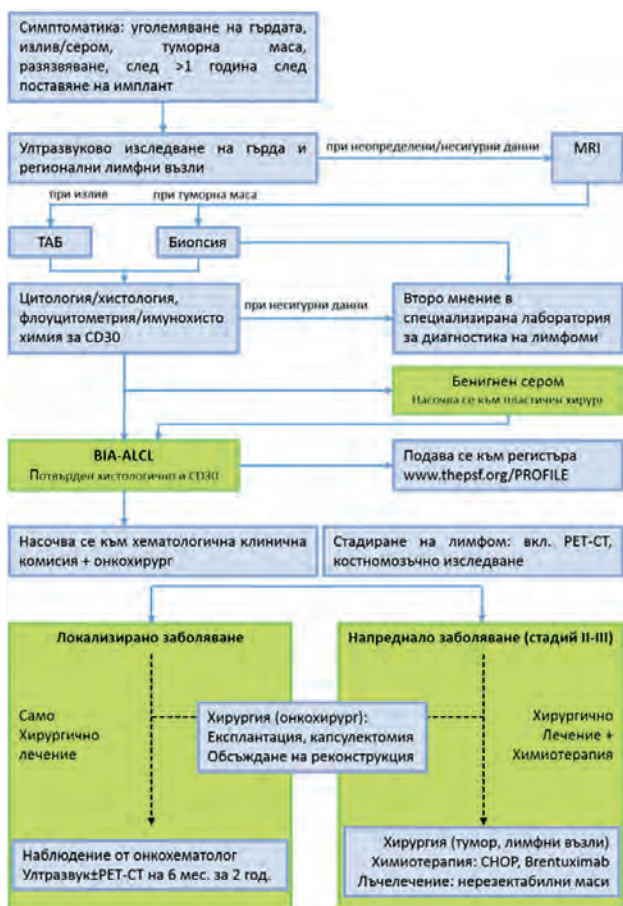 Симптоматика: уголемяване на гърдата,
излив/сером, туморна маса,
разязвяване, след >1 година след
поставяне на имплант
Ултразвуково изследване на гърда и
регионални лимфни възли
при неопределени/несигурни данни
MRI
при излив
при туморна маса
ТАБ
Биопсия
Цитология/хистология,
флоуцитометрия/имунохисто
химия за CD30
при несигурни данни
Второ мнение в
специализирана лаборатория
за диагностика на лимфоми
Бенигнен сером
Насочва се към пластичен хирург
BIA-ALCL
Потвърден хистологично и CD30
Подава се към регистъра
www.thepsf.org/PROFILE
Насочва се към хематологична клинична
комисия + онкохирург
Стадиране на лимфом: вкл. PET-CT,
костномозъчно изследване
Локализирано заболяване
Напреднало заболяване (стадий II-III)
Само
Хирургично
лечение
Хирургия (онкохирург):
Експлантация, капсулектомия
Обсъждане на реконструкция
Хирургично
Лечение +
Химиотерапия
Наблюдение от онкохематолог
Ултразвук±PET-CT на 6 мес. за 2 год.
Хирургия (тумор, лимфни възли)
Химиотерапия: CHOP, Brentuximab
Лъчелечение: нерезектабилни маси